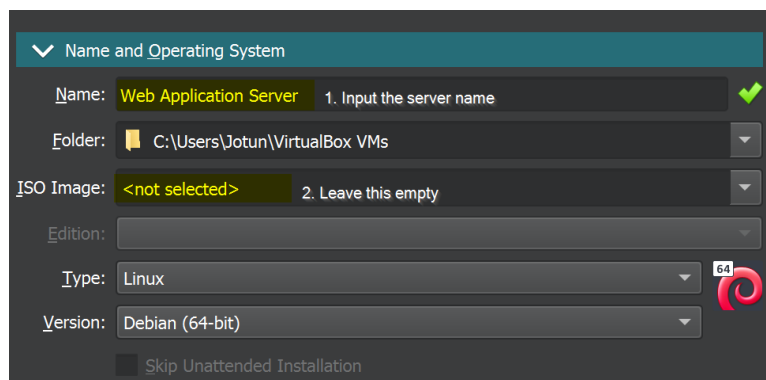 Name and Operating System
Name: Web Application Server 1. Input the server name
Folder: C:\Users\Jotun\VirtualBox VMs
ISO Image: <not selected> 2. Leave this empty
Edition:
Type: Linux 64
Version: Debian (64-bit)
Skip Unattended Installation